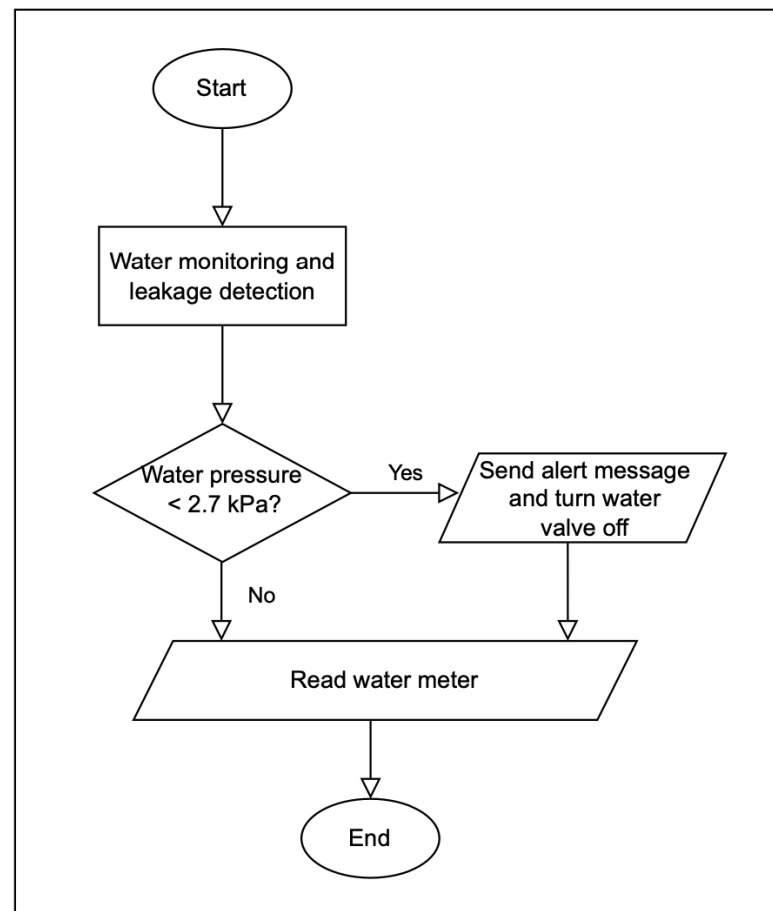 Start
Water monitoring and
leakage detection
Water pressure
< 2.7 kPa?
Yes
Send alert message
and turn water
valve off
No
Read water meter
End